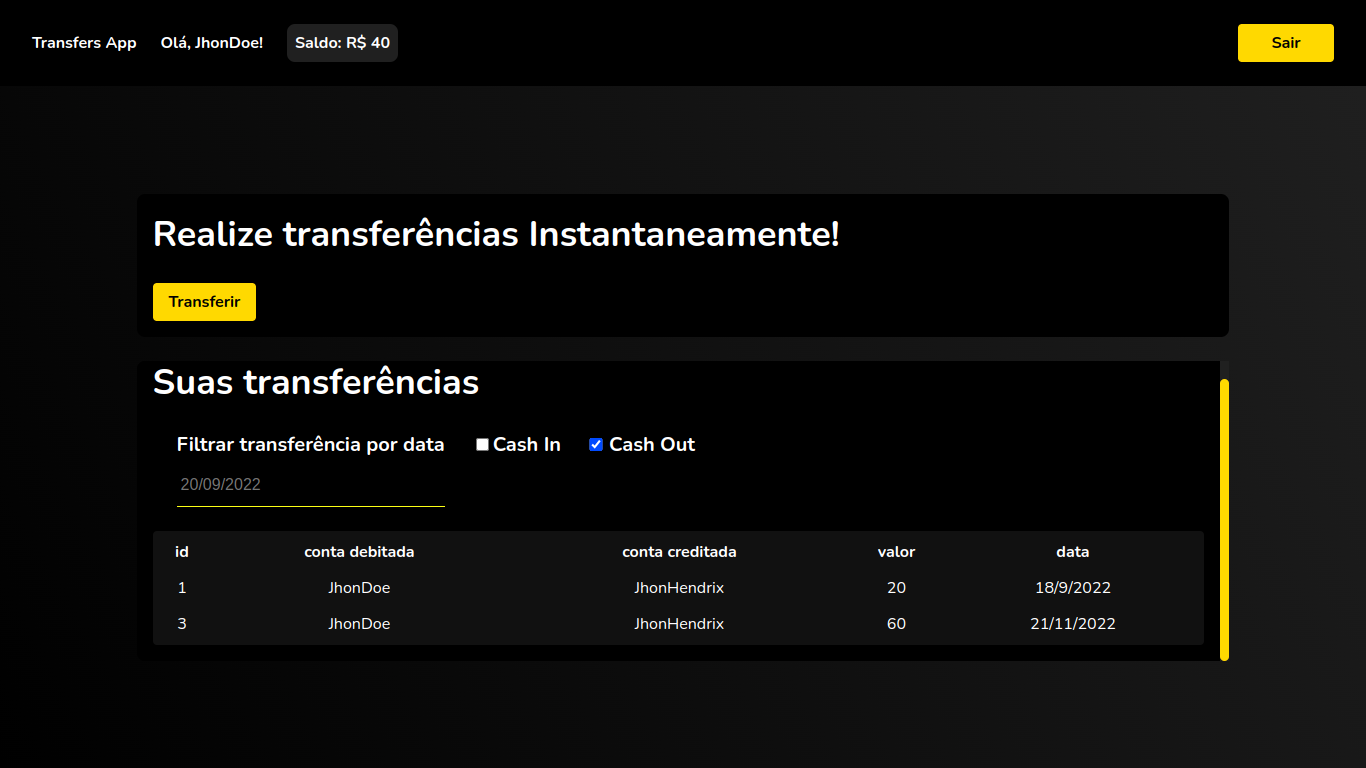 Transfers App Olá, JhonDoe! Saldo: R$ 40 Sair
Realize transferências Instantaneamente!
Transferir
Suas transferências
Filtrar transferência por data Cash In Cash Out
20/09/2022
id conta debitada conta creditada valor data
1 JhonDoe JhonHendrix 20 18/9/2022
3 JhonDoe JhonHendrix 60 21/11/2022